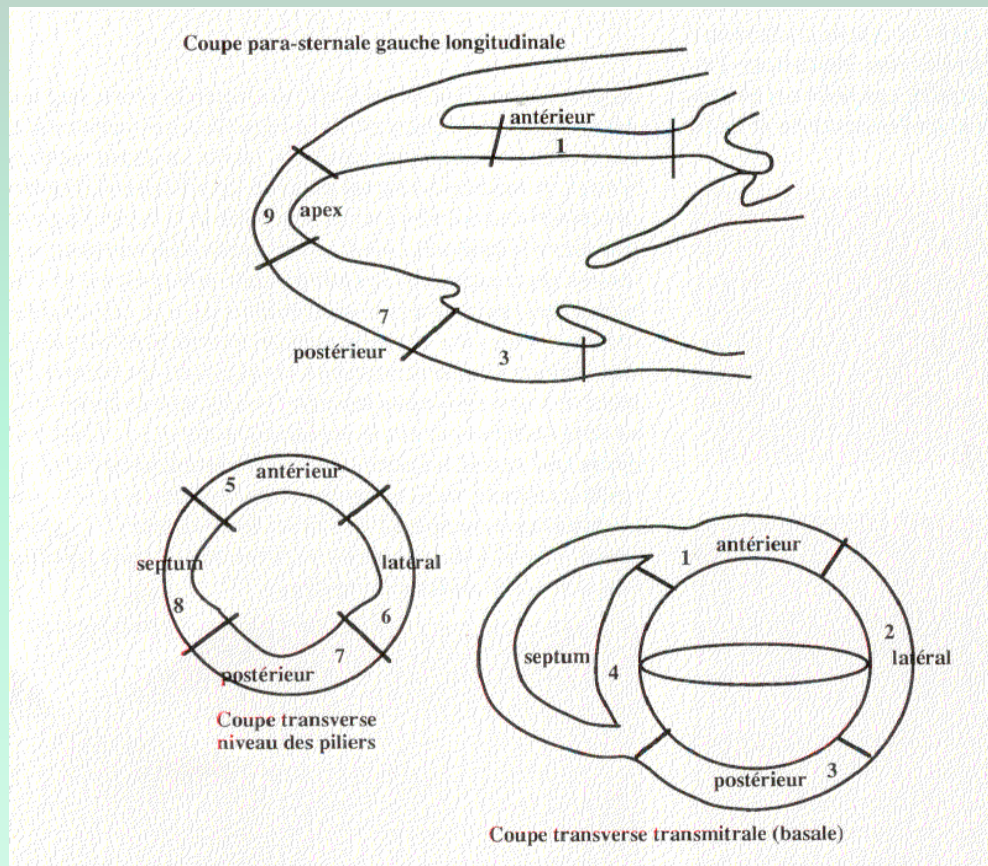 Coupe para-sternale gauche longitudinale
antérieur
1
9 apex
7
postérieur
3
5 antérieur
septum latéral
8 6
7
postérieur
Coupe transverse
niveau des piliers
1 antérieur
2
latéral
septum 4
postérieur 3
Coupe transverse transmitrale (basale)